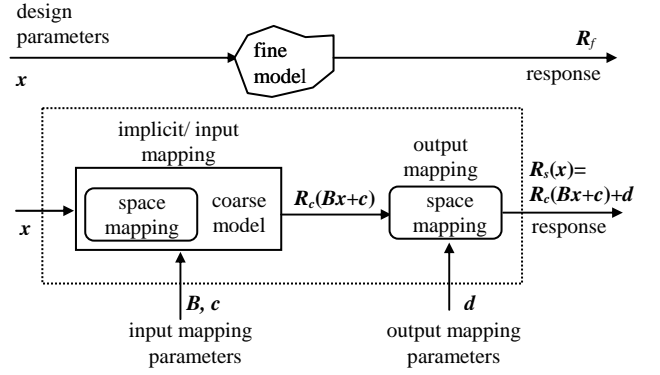 design
parameters
x
fine
model
R_f
response
implicit/ input
mapping
space
mapping
coarse
model
x
R_c(Bx+c)
output
mapping
space
mapping
R_s(x)=
R_c(Bx+c)+d
response
B, c
input mapping
parameters
d
output mapping
parameters